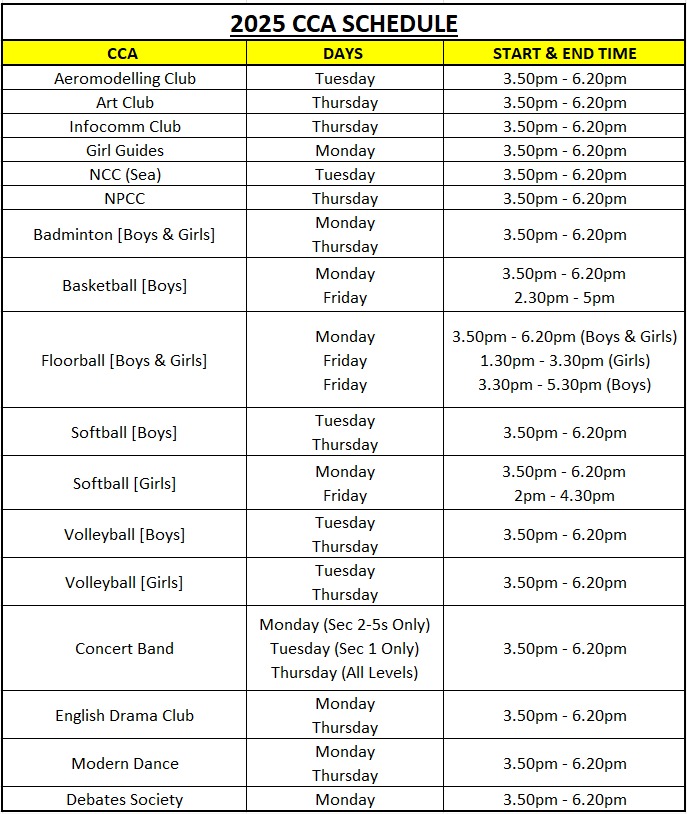 2025 CCA SCHEDULE
CCA DAYS START & END TIME
Aeromodelling Club Tuesday 3.50pm - 6.20pm
Art Club Thursday 3.50pm - 6.20pm
Infocomm Club Thursday 3.50pm - 6.20pm
Girl Guides Monday 3.50pm - 6.20pm
NCC (Sea) Tuesday 3.50pm - 6.20pm
NPCC Thursday 3.50pm - 6.20pm
Badminton [Boys & Girls] Monday
Thursday 3.50pm - 6.20pm
Basketball [Boys] Monday 3.50pm - 6.20pm
Friday 2.30pm - 5pm
Floorball [Boys & Girls] Monday 3.50pm - 6.20pm (Boys & Girls)
Friday 1.30pm - 3.30pm (Girls)
Friday 3.30pm - 5.30pm (Boys)
Softball [Boys] Tuesday
Thursday 3.50pm - 6.20pm
Softball [Girls] Monday 3.50pm - 6.20pm
Friday 2pm - 4.30pm
Volleyball [Boys] Tuesday
Thursday 3.50pm - 6.20pm
Volleyball [Girls] Tuesday
Thursday 3.50pm - 6.20pm
Concert Band Monday (Sec 2-5s Only)
Tuesday (Sec 1 Only)
Thursday (All Levels) 3.50pm - 6.20pm
English Drama Club Monday
Thursday 3.50pm - 6.20pm
Modern Dance Monday
Thursday 3.50pm - 6.20pm
Debates Society Monday 3.50pm - 6.20pm